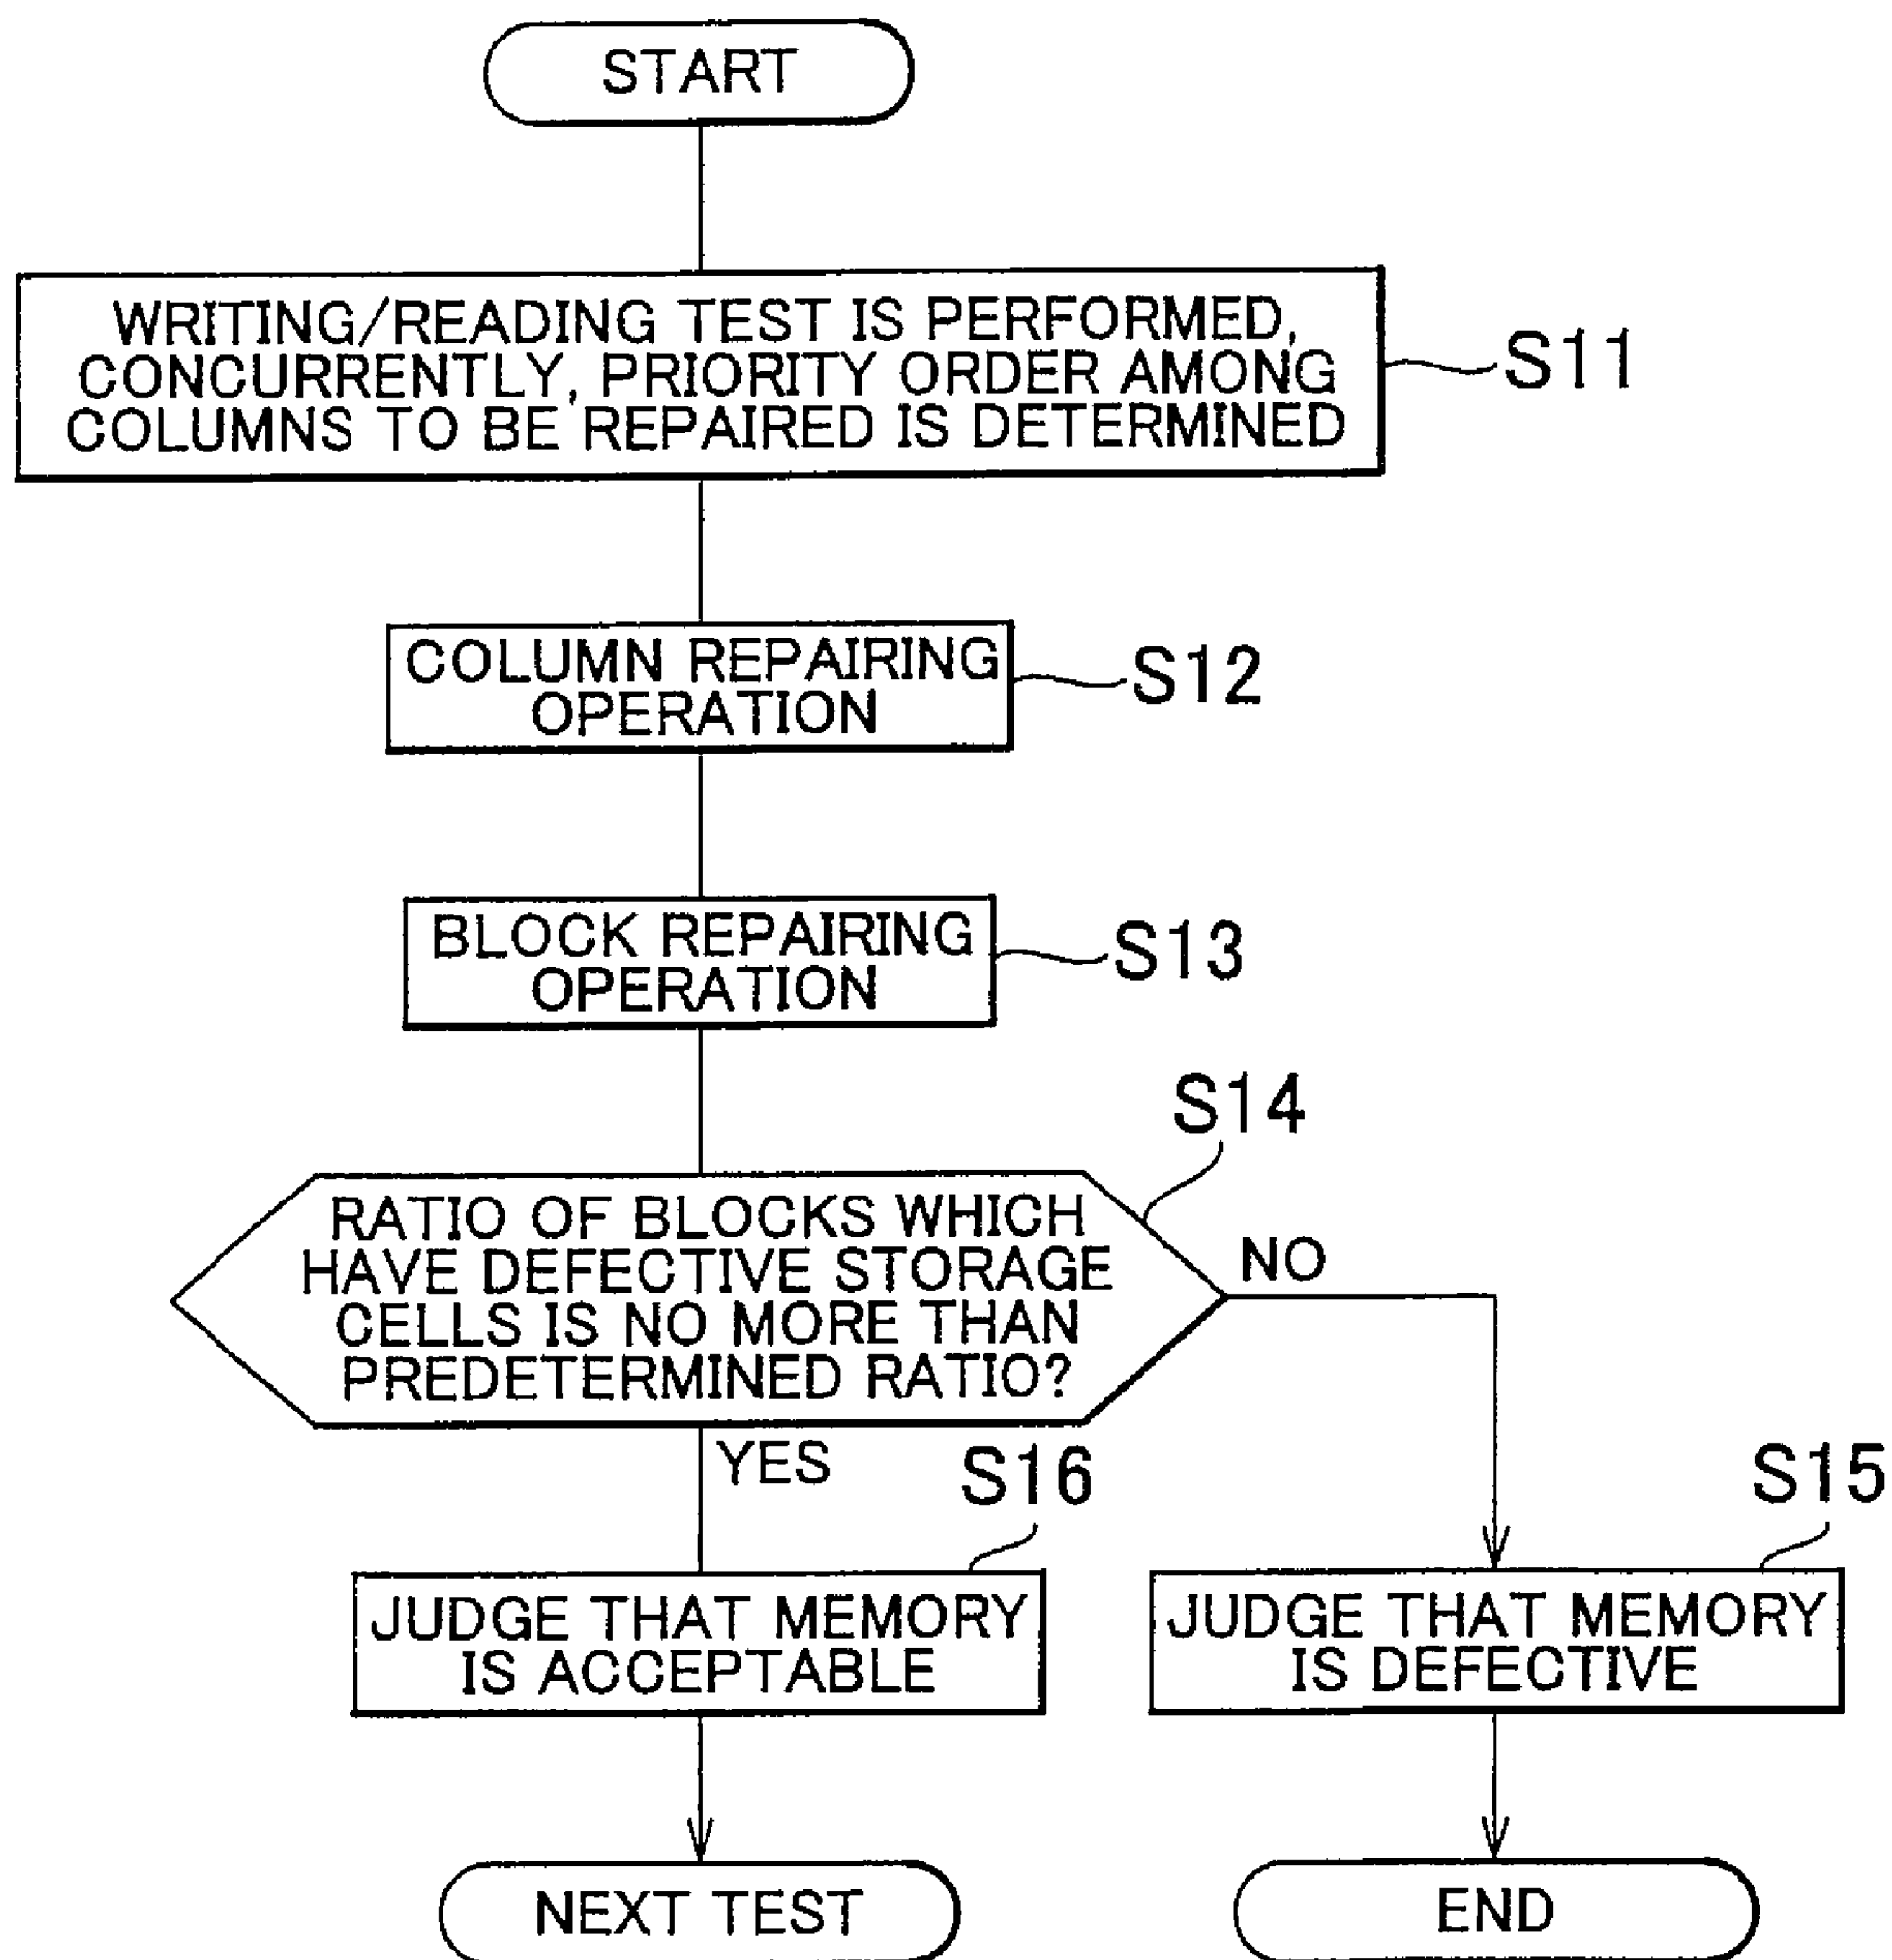 START
WRITING/READING TEST IS PERFORMED,
CONCURRENTLY, PRIORITY ORDER AMONG
COLUMNS TO BE REPAIRED IS DETERMINED
S11
COLUMN REPAIRING
OPERATION
S12
BLOCK REPAIRING
OPERATION
S13
S14
RATIO OF BLOCKS WHICH
HAVE DEFECTIVE STORAGE
CELLS IS NO MORE THAN
PREDETERMINED RATIO?
NO
YES
S16
S15
JUDGE THAT MEMORY
IS ACCEPTABLE
JUDGE THAT MEMORY
IS DEFECTIVE
NEXT TEST
END